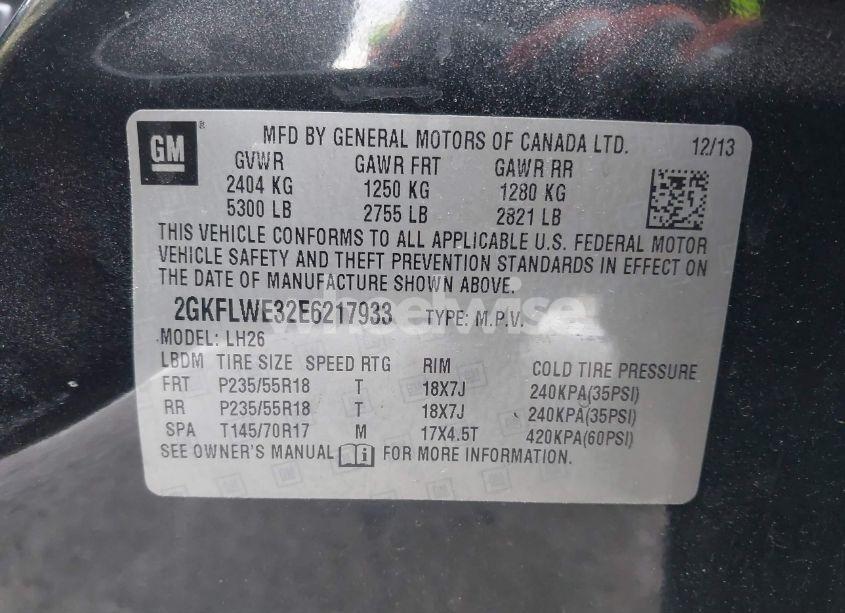 GM ® MFD BY GENERAL MOTORS OF CANADA LTD. 12/13
GVWR GAWR FRT GAWR RR
2404 KG 1250 KG 1280 KG
5300 LB 2755 LB 2821 LB
THIS VEHICLE CONFORMS TO ALL APPLICABLE U.S. FEDERAL MOTOR
VEHICLE SAFETY AND THEFT PREVENTION STANDARDS IN EFFECT ON
THE DATE OF MANUFACTURE SHOWN ABOVE.
2GKFLWE32E6217933 TYPE: M.P.V.
MODEL: LH26
LBDM TIRE SIZE SPEED RTG RIM COLD TIRE PRESSURE
FRT P235/55R18 T 18X7J 240KPA(35PSI)
RR P235/55R18 T 18X7J 240KPA(35PSI)
SPA T145/70R17 M 17X4.5T 420KPA(60PSI)
SEE OWNER'S MANUAL i FOR MORE INFORMATION.